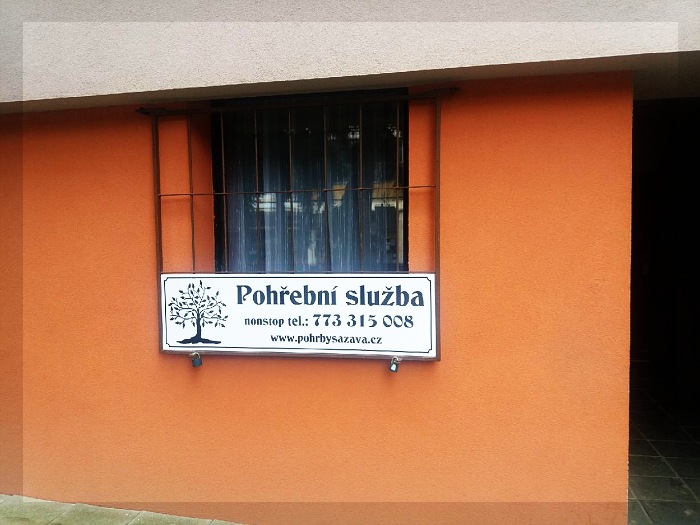 Pohřební služba
nonstop tel.: 773 315 008
www.pohrbysazava.cz